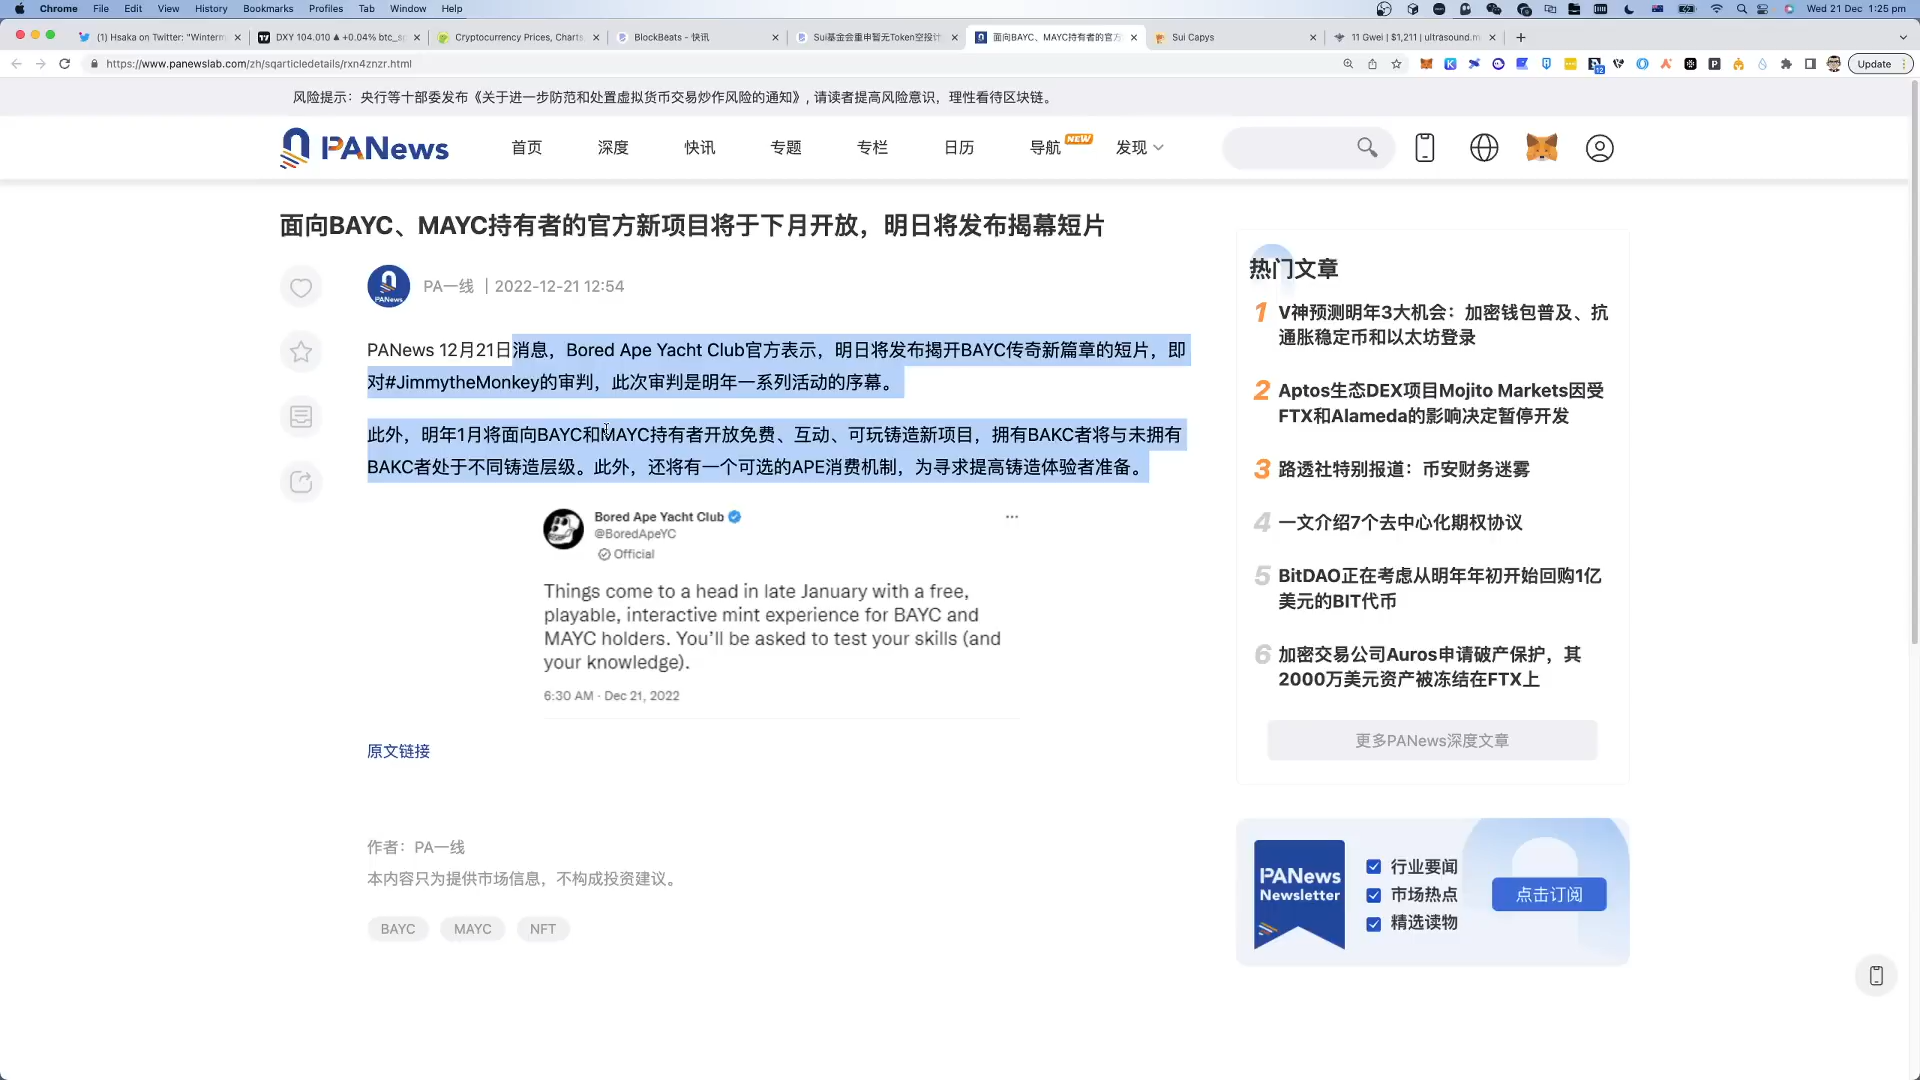 Chrome File Edit View History Bookmarks Profiles Tab Window Help
Wed 21 Dec 1:25 pm
(1) Hsaka on Twitter: "Winterm
DXY 104.010 ▲ +0.04% btc_s
Cryptocurrency Prices, Charts
BlockBeats - 快讯
Sui基金会重申暂无Token空投计
面向BAYC、MAYC持有者的官方
Sui Capys
11 Gwei | $1,211 | ultrasound.m
https://www.panewslab.com/zh/sqarticledetails/rxn4znzr.html
12
Update
风险提示：央行等十部委发布《关于进一步防范和处置虚拟货币交易炒作风险的通知》, 请读者提高风险意识，理性看待区块链。
PANews
首页 深度 快讯 专题 专栏 日历 导航 NEW 发现
面向BAYC、MAYC持有者的官方新项目将于下月开放，明日将发布揭幕短片
PANews
PA一线 | 2022-12-21 12:54
PANews 12月21日消息，Bored Ape Yacht Club官方表示，明日将发布揭开BAYC传奇新篇章的短片，即
对#JimmytheMonkey的审判，此次审判是明年一系列活动的序幕。
此外，明年1月将面向BAYC和MAYC持有者开放免费、互动、可玩铸造新项目，拥有BAKC者将与未拥有
BAKC者处于不同铸造层级。此外，还将有一个可选的APE消费机制，为寻求提高铸造体验者准备。
Bored Ape Yacht Club
@BoredApeYC
Official
Things come to a head in late January with a free,
playable, interactive mint experience for BAYC and
MAYC holders. You'll be asked to test your skills (and
your knowledge).
6:30 AM · Dec 21, 2022
原文链接
作者：PA一线
本内容只为提供市场信息，不构成投资建议。
BAYC MAYC NFT
热门文章
1 V神预测明年3大机会：加密钱包普及、抗
通胀稳定币和以太坊登录
2 Aptos生态DEX项目Mojito Markets因受
FTX和Alameda的影响决定暂停开发
3 路透社特别报道：币安财务迷雾
4 一文介绍7个去中心化期权协议
5 BitDAO正在考虑从明年年初开始回购1亿
美元的BIT代币
6 加密交易公司Auros申请破产保护，其
2000万美元资产被冻结在FTX上
更多PANews深度文章
PANews
Newsletter
行业要闻
市场热点
精选读物
点击订阅